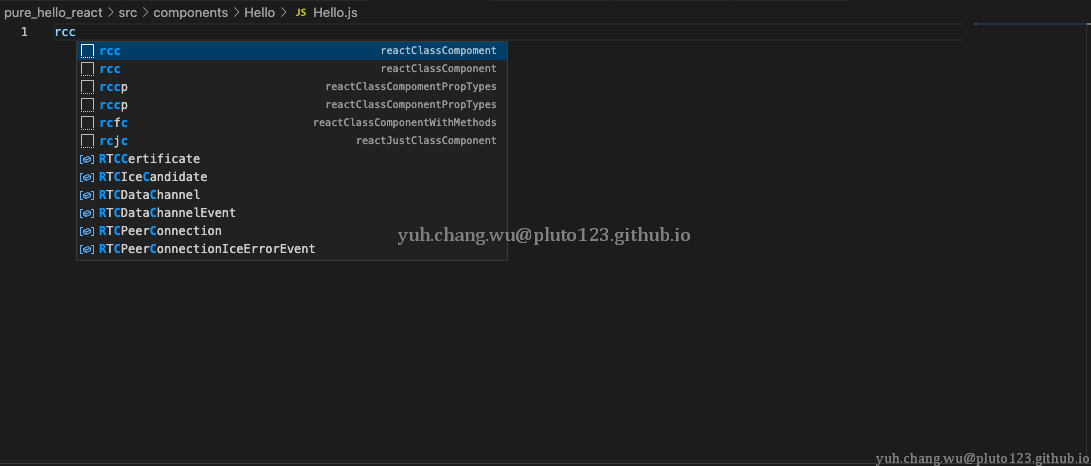 pure_hello_react > src > components > Hello > JS Hello.js
1 rcc
rcc reactClassCompoment
rcc reactClassComponent
rccp reactClassCompomentPropTypes
rccp reactClassComponentPropTypes
rcfc reactClassComponentWithMethods
rcjc reactJustClassComponent
RTCCertificate
RTCIceCandidate
RTCDataChannel
RTCDataChannelEvent
RTCPeerConnection
RTCPeerConnectionIceErrorEvent
yuh.chang.wu@pluto123.github.io
yuh.chang.wu@pluto123.github.io